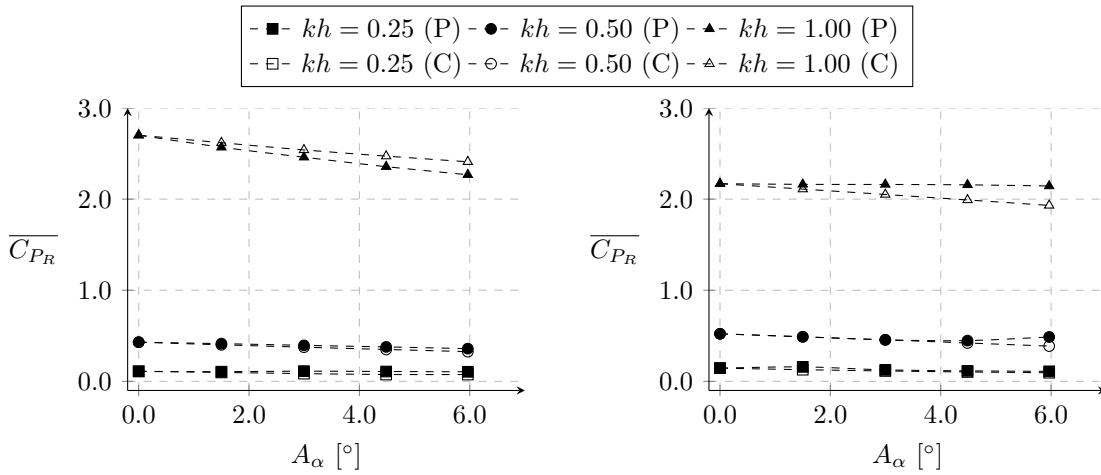 kh = 0.25 (P) kh = 0.50 (P) kh = 1.00 (P)
kh = 0.25 (C) kh = 0.50 (C) kh = 1.00 (C)
3.0
2.0
1.0
0.0
C_{P_R}
0.0 2.0 4.0 6.0
A_α [°]
3.0
2.0
1.0
0.0
C_{P_R}
0.0 2.0 4.0 6.0
A_α [°]